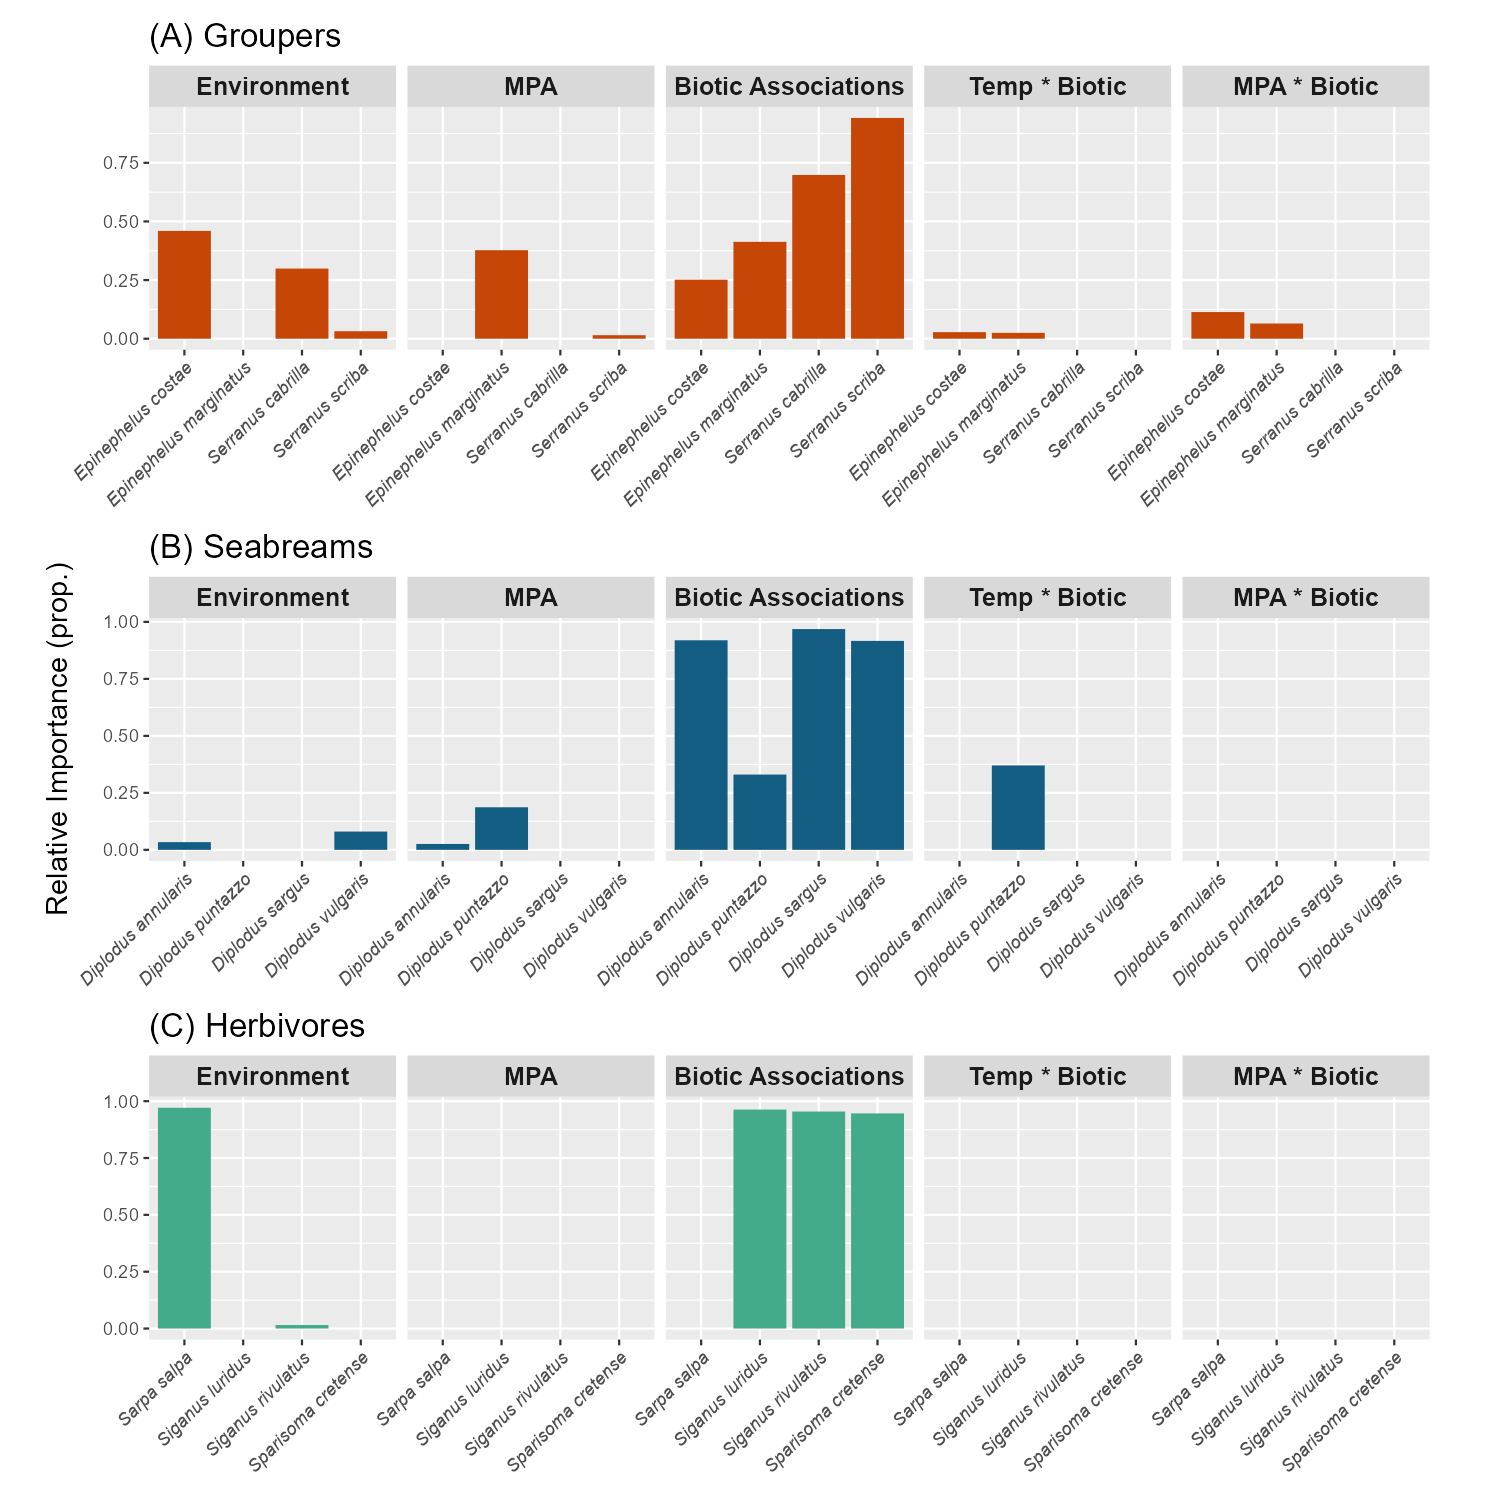 (A) Groupers
Environment MPA Biotic Associations Temp * Biotic MPA * Biotic
0.75
0.50
0.25
0.00
Epinephelus costae Epinephelus marginatus Serranus cabrilla Serranus scriba Epinephelus costae Epinephelus marginatus Serranus cabrilla Serranus scriba Epinephelus costae Epinephelus marginatus Serranus cabrilla Serranus scriba Epinephelus costae Epinephelus marginatus Serranus cabrilla Serranus scriba Epinephelus costae Epinephelus marginatus Serranus cabrilla Serranus scriba
Relative Importance (prop.)
(B) Seabreams
Environment MPA Biotic Associations Temp * Biotic MPA * Biotic
1.00
0.75
0.50
0.25
0.00
Diplodus annularis Diplodus puntazzo Diplodus sargus Diplodus vulgaris Diplodus annularis Diplodus puntazzo Diplodus sargus Diplodus vulgaris Diplodus annularis Diplodus puntazzo Diplodus sargus Diplodus vulgaris Diplodus annularis Diplodus puntazzo Diplodus sargus Diplodus vulgaris Diplodus annularis Diplodus puntazzo Diplodus sargus Diplodus vulgaris
(C) Herbivores
Environment MPA Biotic Associations Temp * Biotic MPA * Biotic
1.00
0.75
0.50
0.25
0.00
Sarpa salpa Siganus luridus Siganus rivulatus Sparisoma cretense Sarpa salpa Siganus luridus Siganus rivulatus Sparisoma cretense Sarpa salpa Siganus luridus Siganus rivulatus Sparisoma cretense Sarpa salpa Siganus luridus Siganus rivulatus Sparisoma cretense Sarpa salpa Siganus luridus Siganus rivulatus Sparisoma cretense